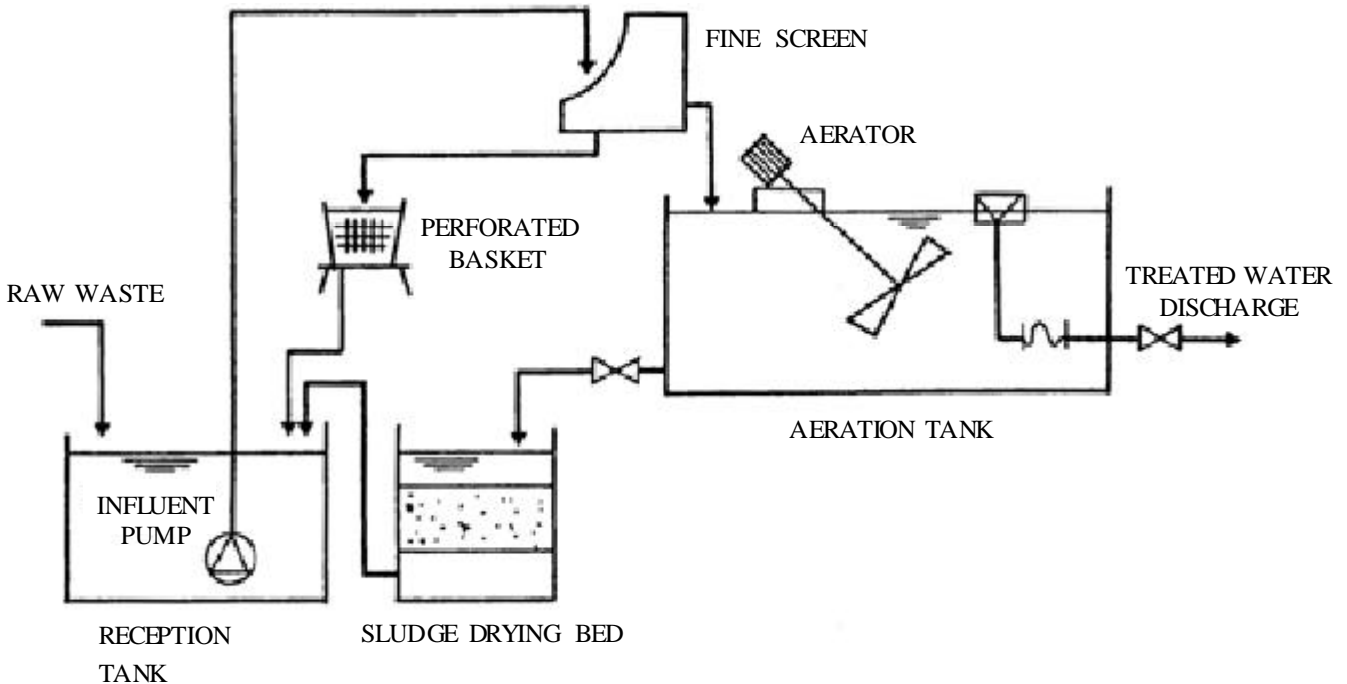 FINE SCREEN
AERATOR
PERFORATED
BASKET
RAW WASTE
TREATED WATER
DISCHARGE
AERATION TANK
INFLUENT
PUMP
RECEPTION
TANK
SLUDGE DRYING BED